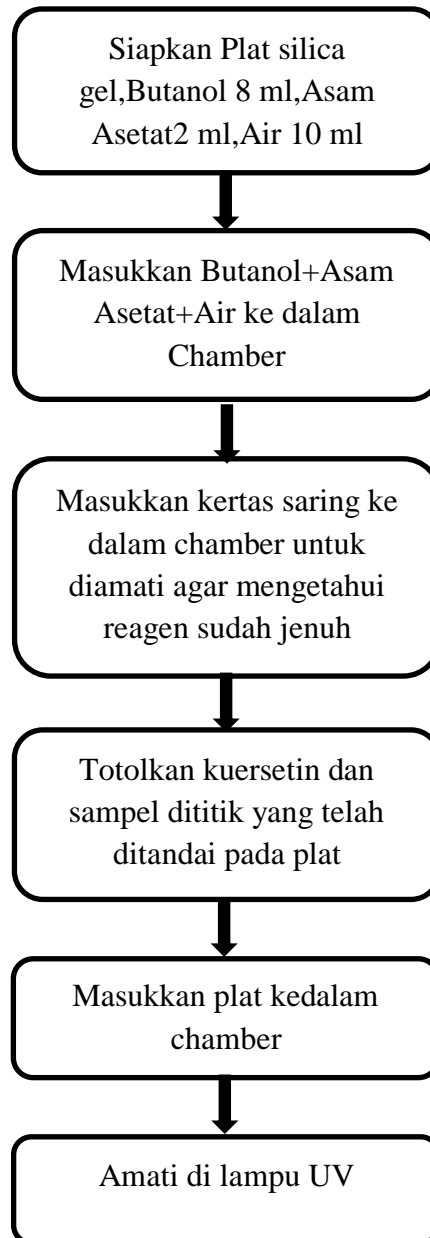 Siapkan Plat silica
gel,Butanol 8 ml,Asam
Asetat2 ml,Air 10 ml
Masukkan Butanol+Asam
Asetat+Air ke dalam
Chamber
Masukkan kertas saring ke
dalam chamber untuk
diamati agar mengetahui
reagen sudah jenuh
Totolkan kuersetin dan
sampel dititik yang telah
ditandai pada plat
Masukkan plat kedalam
chamber
Amati di lampu UV